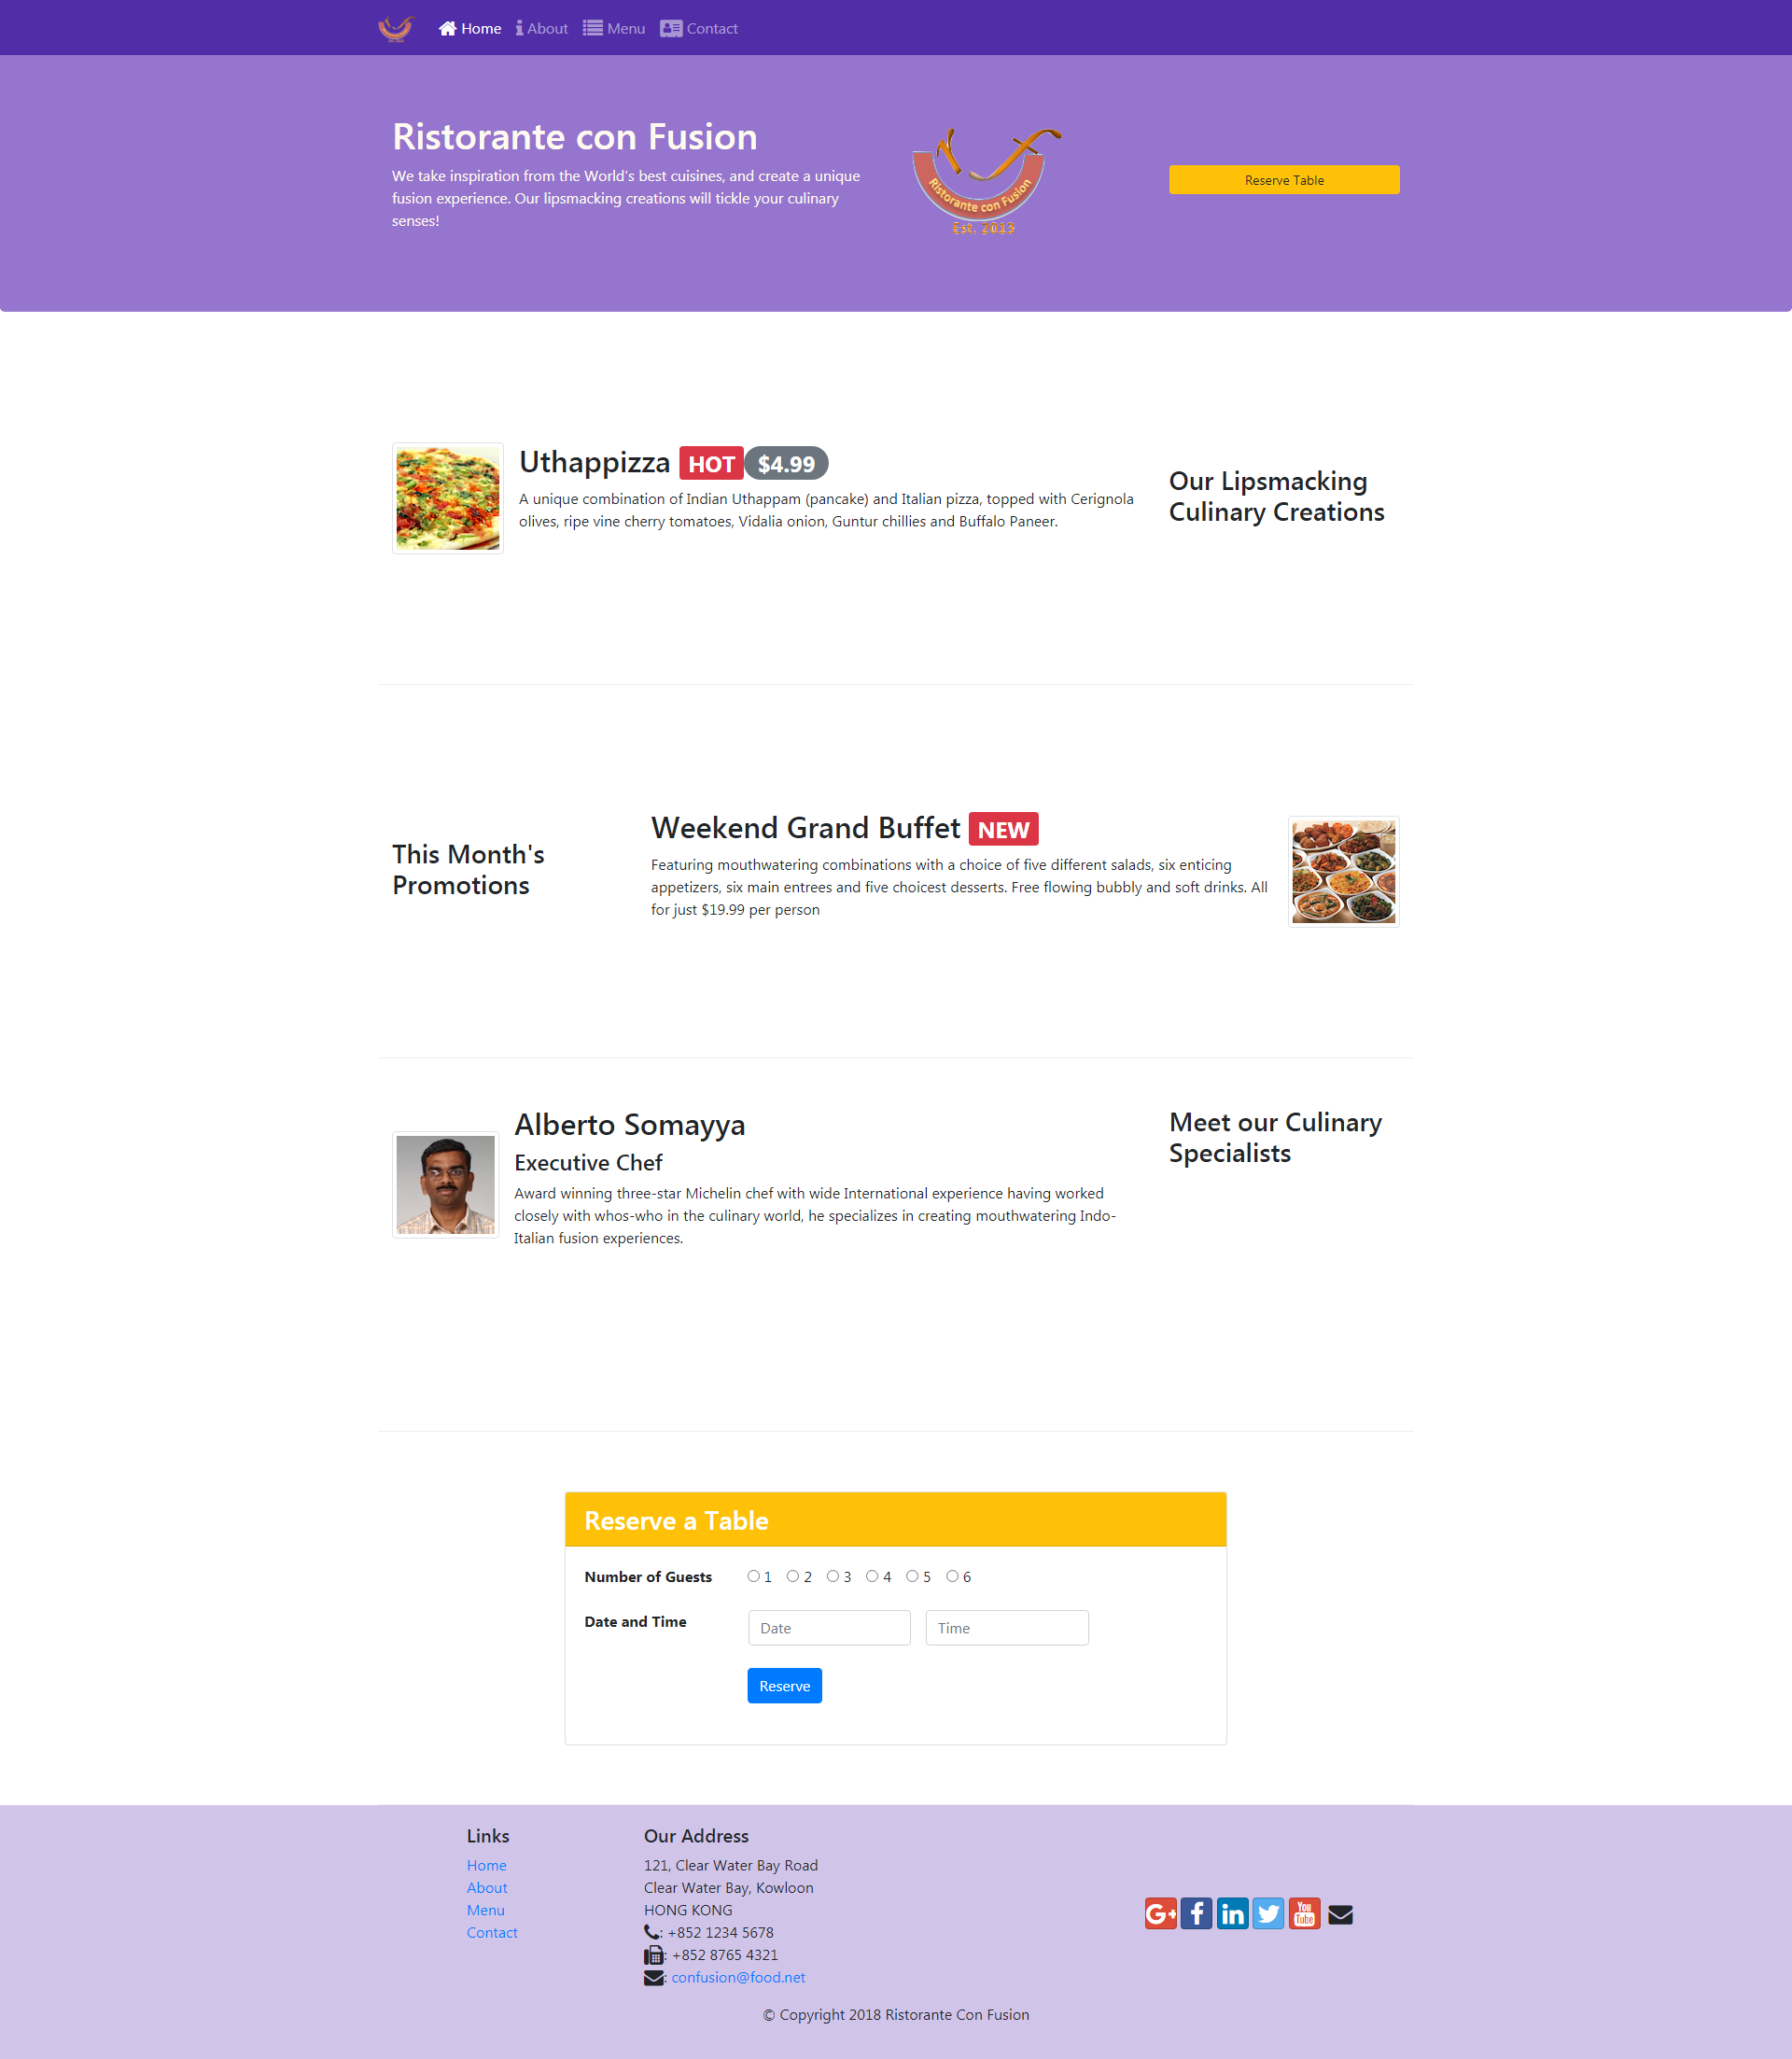 Home About Menu Contact
Ristorante con Fusion
We take inspiration from the World's best cuisines, and create a unique
fusion experience. Our lipsmacking creations will tickle your culinary
senses!
Ristorante con Fusion
Est. 2019
Reserve Table
Uthappizza HOT $4.99
A unique combination of Indian Uthappam (pancake) and Italian pizza, topped with Cerignola
olives, ripe vine cherry tomatoes, Vidalia onion, Guntur chillies and Buffalo Paneer.
Our Lipsmacking
Culinary Creations
This Month's
Promotions
Weekend Grand Buffet NEW
Featuring mouthwatering combinations with a choice of five different salads, six enticing
appetizers, six main entrees and five choicest desserts. Free flowing bubbly and soft drinks. All
for just $19.99 per person
Alberto Somayya
Executive Chef
Award winning three-star Michelin chef with wide International experience having worked
closely with whos-who in the culinary world, he specializes in creating mouthwatering Indo-
Italian fusion experiences.
Meet our Culinary
Specialists
Reserve a Table
Number of Guests 1 2 3 4 5 6
Date and Time Date Time
Reserve
Links
Home
About
Menu
Contact
Our Address
121, Clear Water Bay Road
Clear Water Bay, Kowloon
HONG KONG
: +852 1234 5678
: +852 8765 4321
: confusion@food.net
G+ f in You Tube
© Copyright 2018 Ristorante Con Fusion